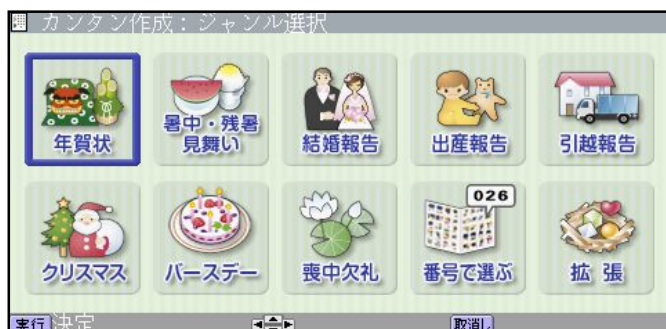 カンタン作成：ジャンル選択
年賀状
暑中・残暑
見舞い
結婚報告
出産報告
引越報告
クリスマス
バースデー
喪中欠礼
026
番号で選ぶ
拡張
実行 決定
取消し